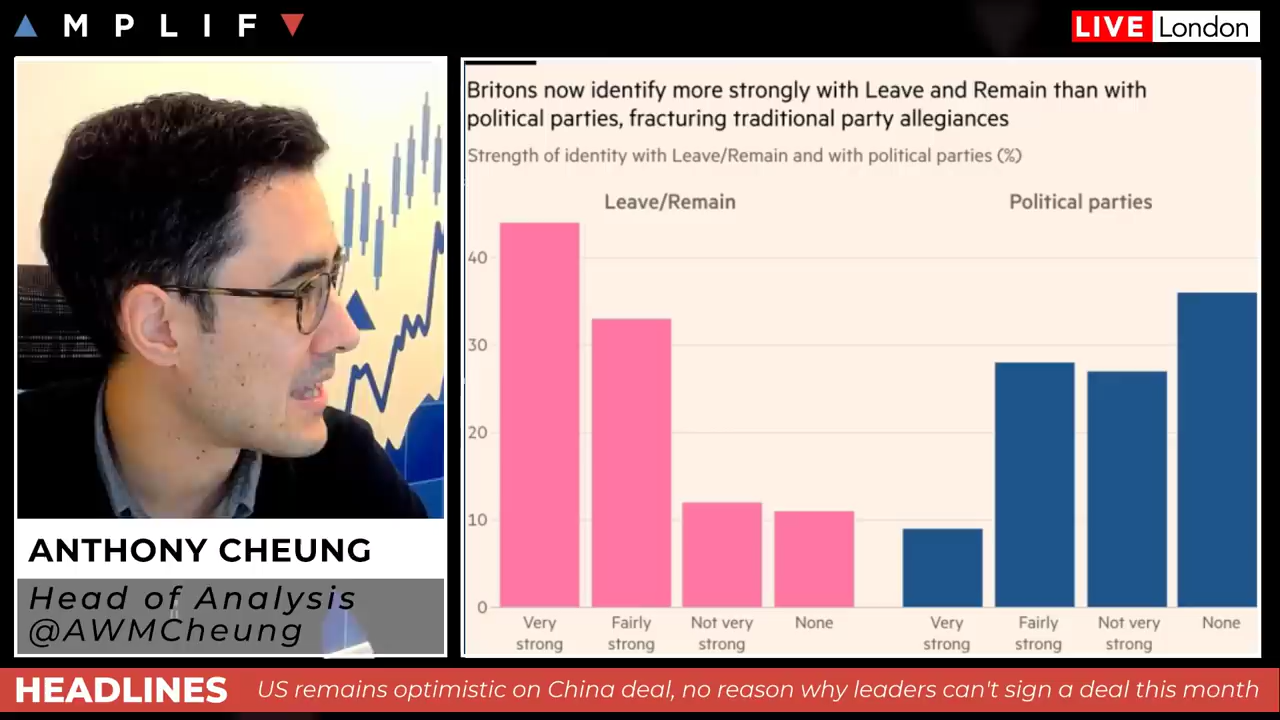 AMPLIFY
LIVE London
Britons now identify more strongly with Leave and Remain than with
political parties, fracturing traditional party allegiances
Strength of identity with Leave/Remain and with political parties (%)
Leave/Remain
Political parties
40
30
20
10
0
Very strong
Fairly strong
Not very strong
None
Very strong
Fairly strong
Not very strong
None
ANTHONY CHEUNG
Head of Analysis
@AWMCheung
HEADLINES US remains optimistic on China deal, no reason why leaders can't sign a deal this month